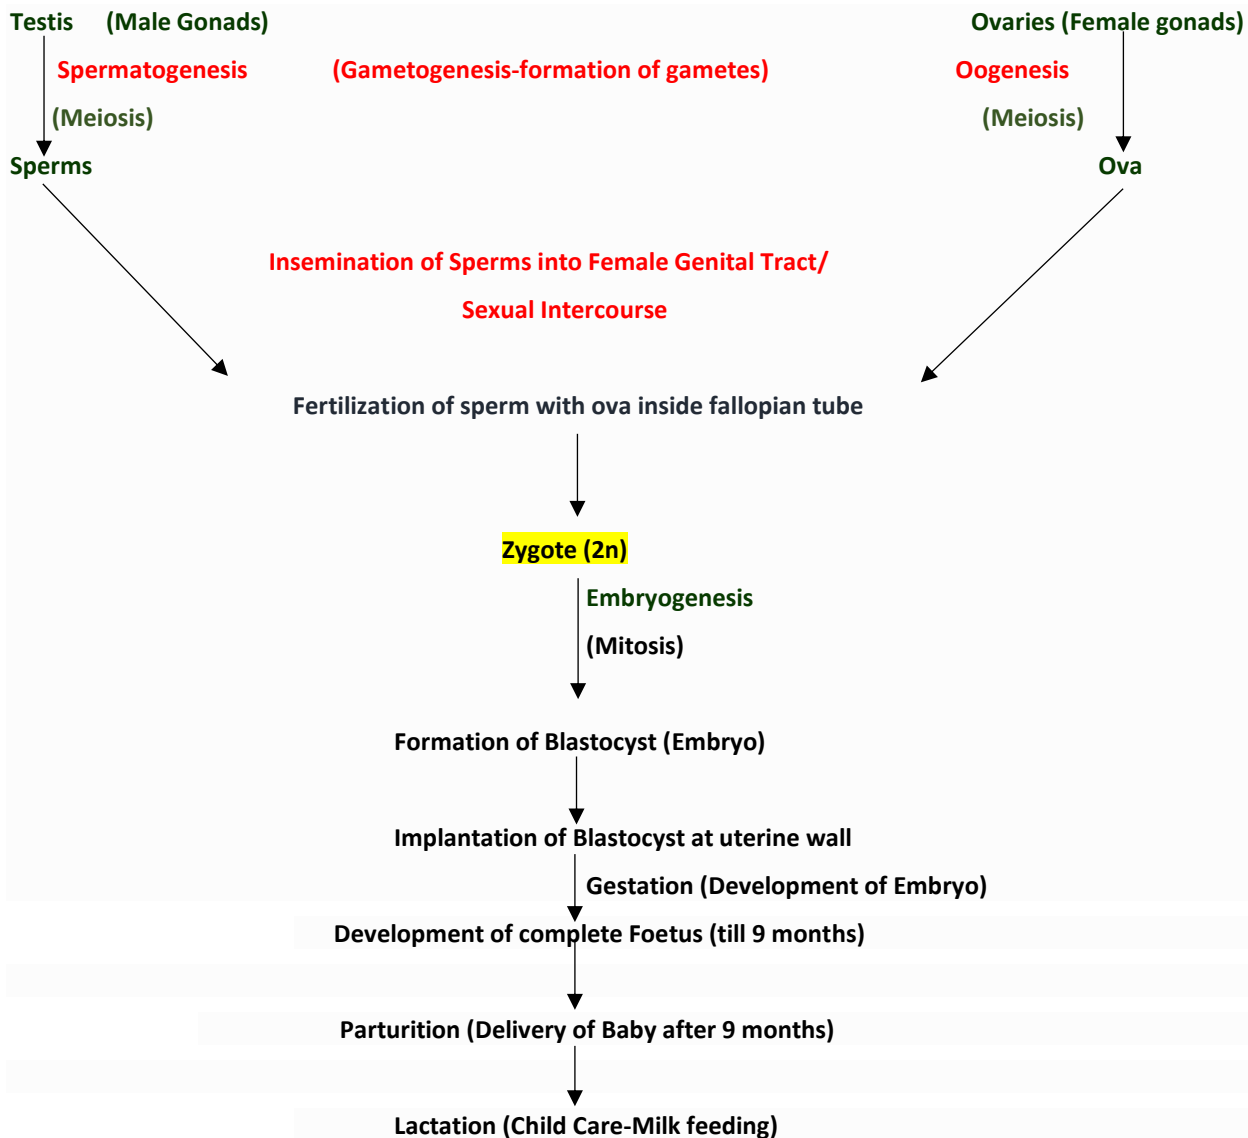 Testis (Male Gonads) Ovaries (Female gonads)
Spermatogenesis (Gametogenesis-formation of gametes) Oogenesis
(Meiosis) (Meiosis)
Sperms Ova
Insemination of Sperms into Female Genital Tract/
Sexual Intercourse
Fertilization of sperm with ova inside fallopian tube
Zygote (2n)
Embryogenesis
(Mitosis)
Formation of Blastocyst (Embryo)
Implantation of Blastocyst at uterine wall
Gestation (Development of Embryo)
Development of complete Foetus (till 9 months)
Parturition (Delivery of Baby after 9 months)
Lactation (Child Care-Milk feeding)